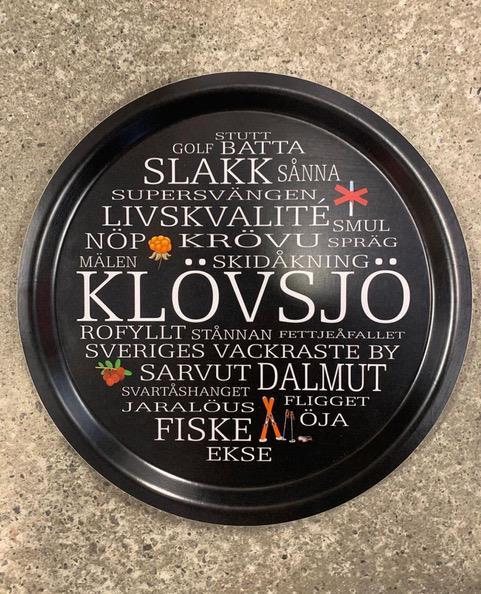 STUTT
GOLF BATTA
SLAKK SÅNNA
SUPERSVÄNGEN
LIVSKVALITÉ SMUL
NÖP KRÖVU SPRÄG
MÄLEN SKIDÅKNING
KLÖVSJÖ
ROFYLLT STÅNNAN FETTJEÅFALLET
SVERIGES VACKRASTE BY
SARVUT DALMUT
SVARTÅSHANGET FLIGGET
JARALÖUS ÖJA
FISKE
EKSE